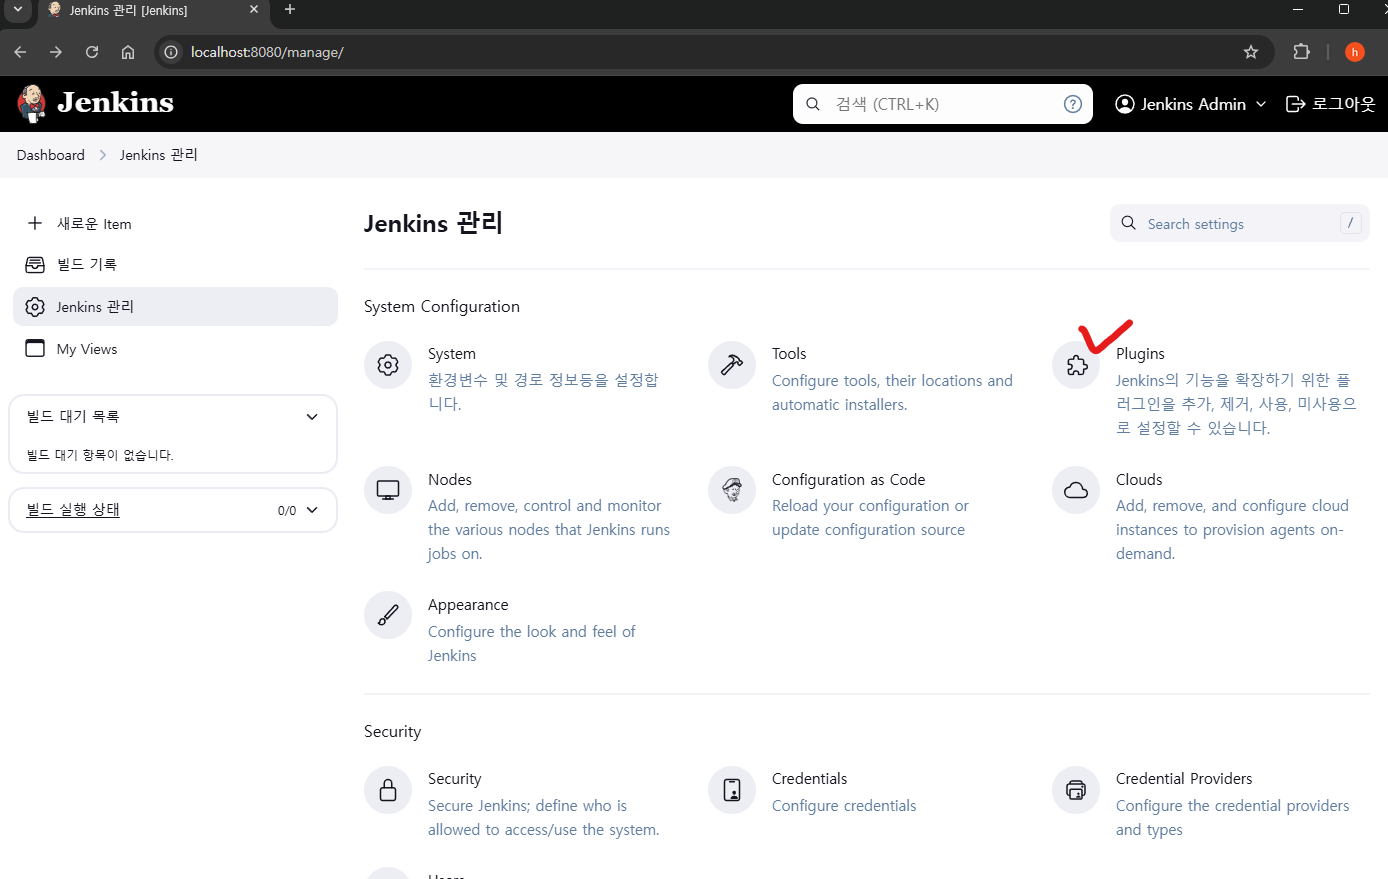 Jenkins 관리 [Jenkins]
localhost:8080/manage/
h
Jenkins
검색 (CTRL+K)
?
Jenkins Admin
로그아웃
Dashboard
Jenkins 관리
새로운 Item
빌드 기록
Jenkins 관리
My Views
빌드 대기 목록
빌드 대기 항목이 없습니다.
빌드 실행 상태
0/0
Jenkins 관리
Search settings
/
System Configuration
System
환경변수 및 경로 정보등을 설정합
니다.
Tools
Configure tools, their locations and
automatic installers.
Plugins
Jenkins의 기능을 확장하기 위한 플
러그인을 추가, 제거, 사용, 미사용으
로 설정할 수 있습니다.
Nodes
Add, remove, control and monitor
the various nodes that Jenkins runs
jobs on.
Configuration as Code
Reload your configuration or
update configuration source
Clouds
Add, remove, and configure cloud
instances to provision agents on-
demand.
Appearance
Configure the look and feel of
Jenkins
Security
Security
Secure Jenkins; define who is
allowed to access/use the system.
Credentials
Configure credentials
Credential Providers
Configure the credential providers
and types